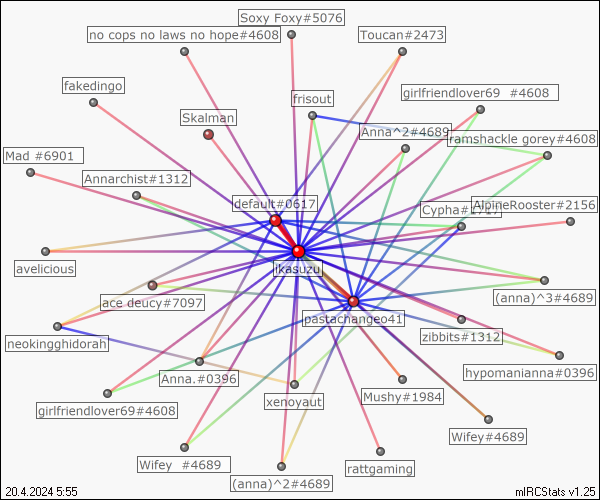 Soxy Foxy#5076
no cops no laws no hope#4608
Toucan#2473
fakedingo
girlfriendlover69 #4608
frisout
Skalman
Anna^2#4689
ramshackle gorey#4608
Mad #6901
Annarchist#1312
default#0617
AlpineRooster#2156
Cypha#
ikasuzu
avelicious
(anna)^3#4689
ace deucy#7097
pastachangeo41
zibbits#1312
neokingghidorah
hypomanianna#0396
Anna.#0396
Mushy#1984
xenoyaut
girlfriendlover69#4608
Wifey#4689
Wifey #4689
rattgaming
(anna)^2#4689
20.4.2024 5:55
mIRCStats v1.25